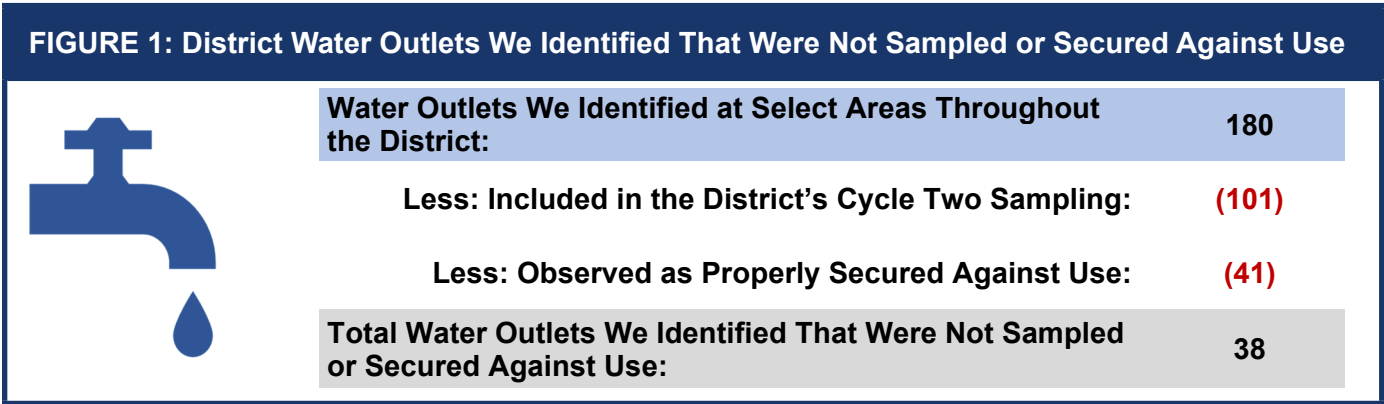 FIGURE 1: District Water Outlets We Identified That Were Not Sampled or Secured Against Use
Water Outlets We Identified at Select Areas Throughout
the District:
180
Less: Included in the District’s Cycle Two Sampling:
(101)
Less: Observed as Properly Secured Against Use:
(41)
Total Water Outlets We Identified That Were Not Sampled
or Secured Against Use:
38